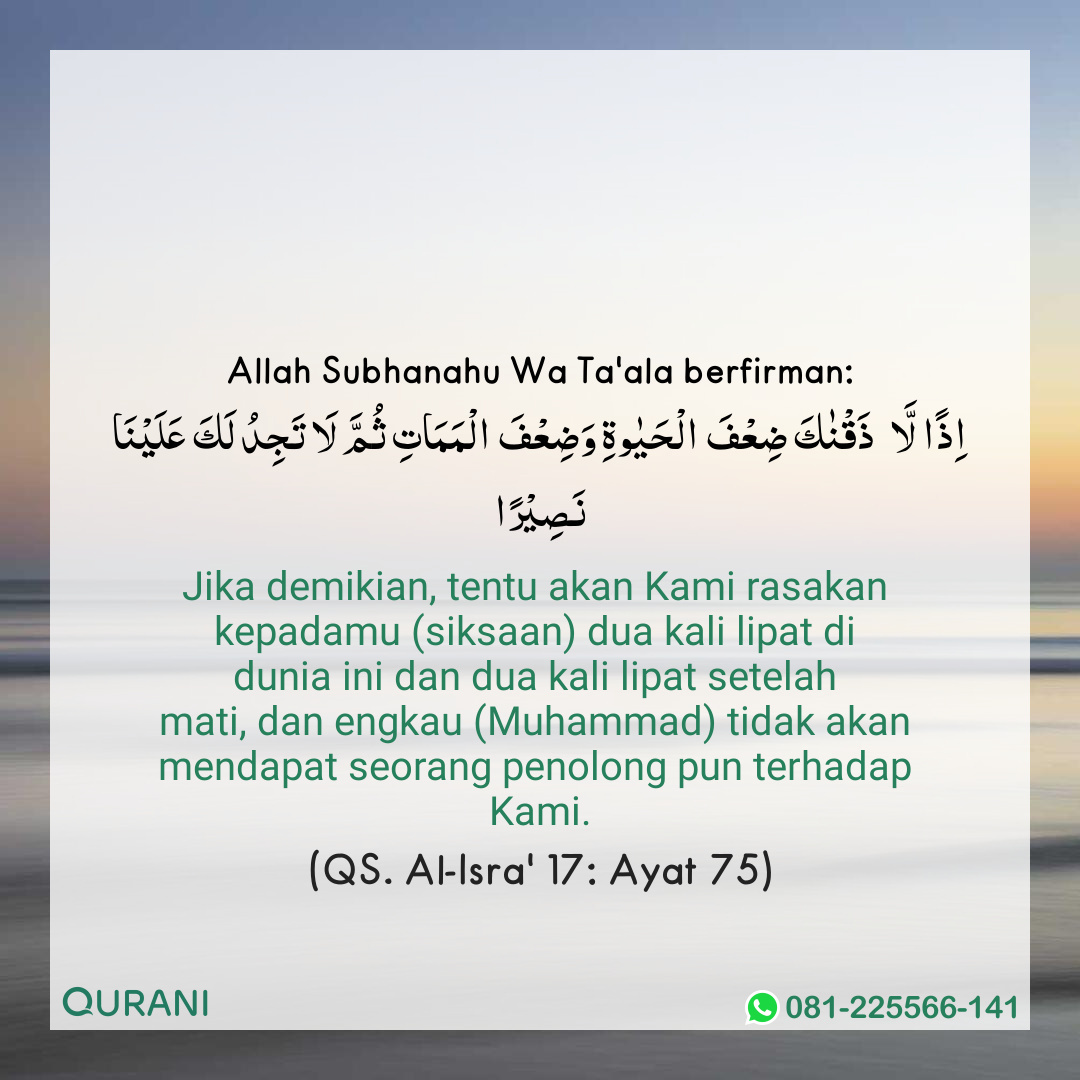 Allah Subhanahu Wa Ta'ala berfirman:
اِذًا لَّا ذَقْنٰكَ ضِعْفَ الْحَيٰوةِ وَضِعْفَ الْمَمَاتِ ثُمَّ لَا تَجِدُ لَكَ عَلَيْنَا
نَصِيْرًا
Jika demikian, tentu akan Kami rasakan
kepadamu (siksaan) dua kali lipat di
dunia ini dan dua kali lipat setelah
mati, dan engkau (Muhammad) tidak akan
mendapat seorang penolong pun terhadap
Kami.
(QS. Al-Isra' 17: Ayat 75)
QURANI
081-225566-141